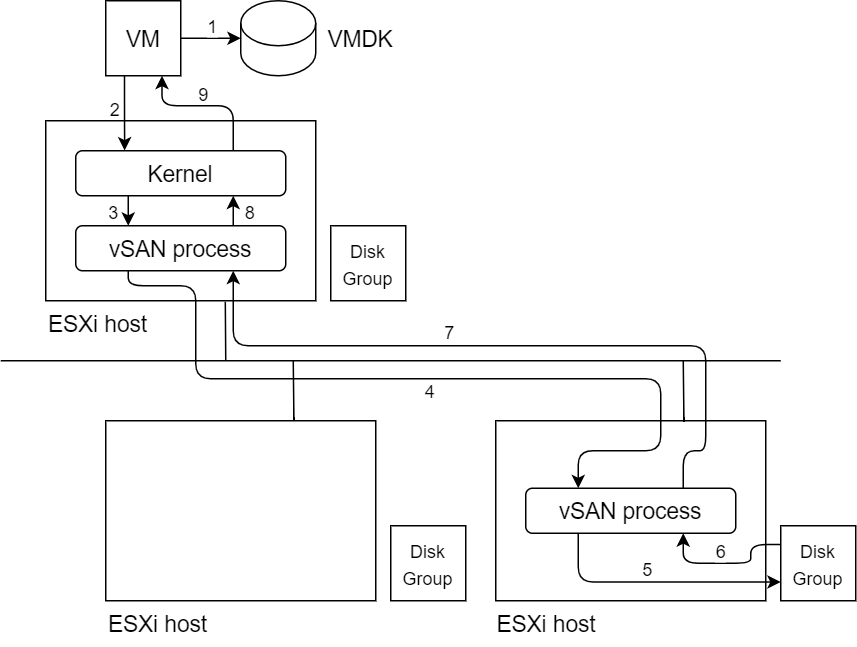 VM
1
VMDK
2
9
Kernel
3
8
vSAN process
Disk
Group
ESXi host
7
4
vSAN process
Disk
Group
6
Disk
Group
5
ESXi host
ESXi host